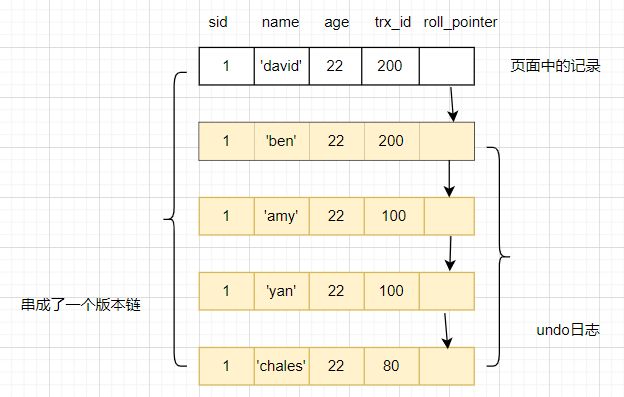 sid name age trx_id roll_pointer
1 'david' 22 200 页面中的记录
1 'ben' 22 200
1 'amy' 22 100
1 'yan' 22 100
串成了一个版本链
undo日志
1 'chales' 22 80